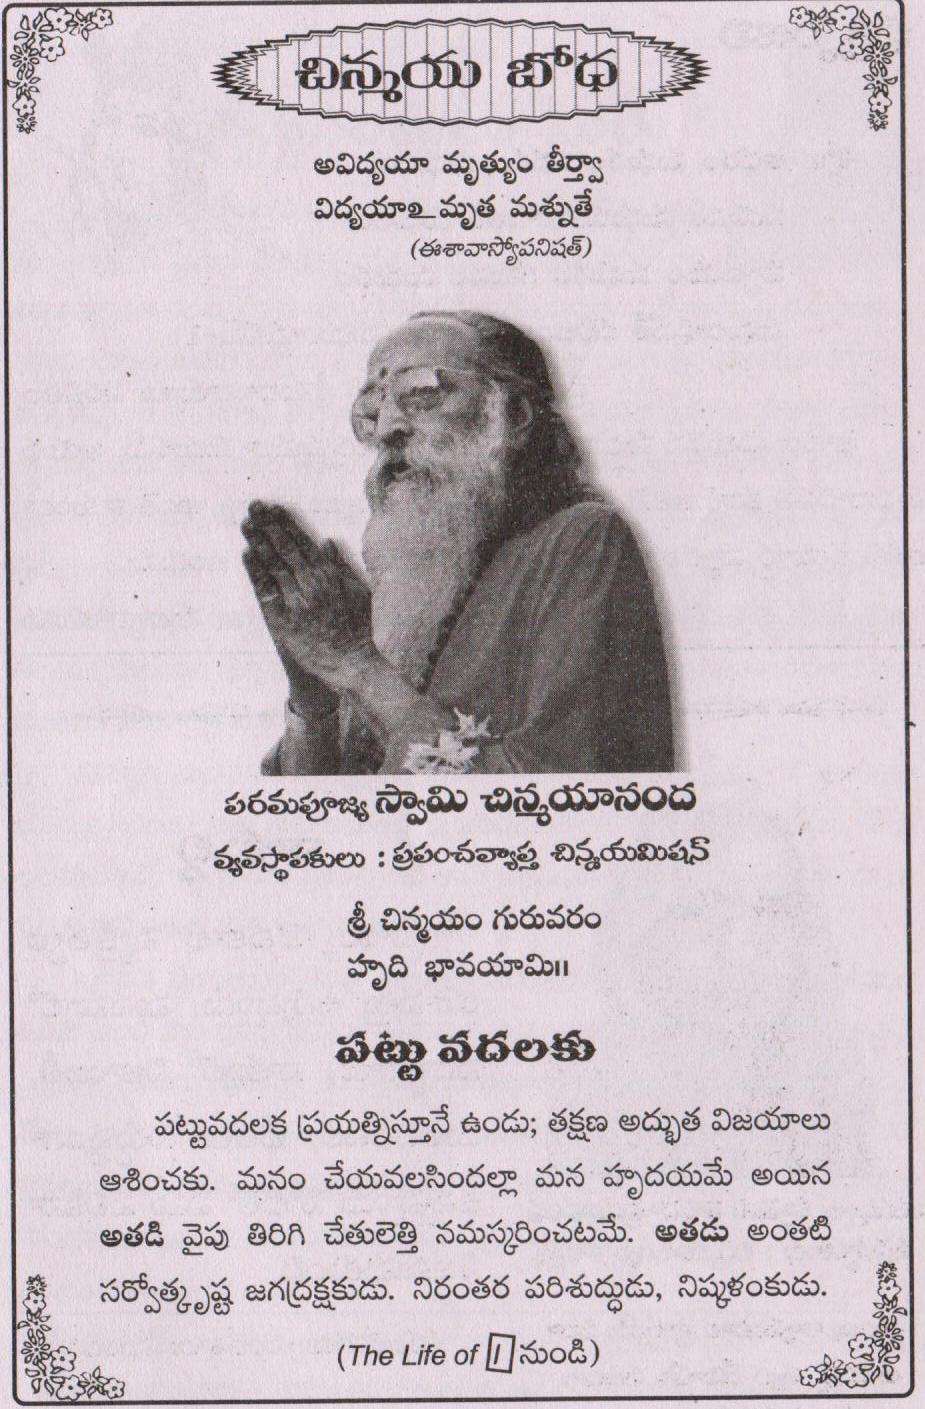 చిన్మయ బోధ
అవిద్యయా మృత్యుం తీర్త్వా
విద్యయాఽ మృత మశ్నుతే
(ఈశావాస్యోపనిషత్)
పరమపూజ్య స్వామి చిన్మయానంద
వ్యవస్థాపకులు : ప్రపంచవ్యాప్త చిన్మయమిషన్
శ్రీ చిన్మయం గురువరం
హృది భావయామి॥
పట్టు వదలకు
పట్టువదలక ప్రయత్నిస్తూనే ఉండు; తక్షణ అద్భుత విజయాలు
ఆశించకు. మనం చేయవలసిందల్లా మన హృదయమే అయిన
అతడి వైపు తిరిగి చేతులెత్తి నమస్కరించటమే. అతడు అంతటి
సర్వోత్కృష్ట జగద్రక్షకుడు. నిరంతర పరిశుద్ధుడు, నిష్కళంకుడు.
(The Life of I నుండి)